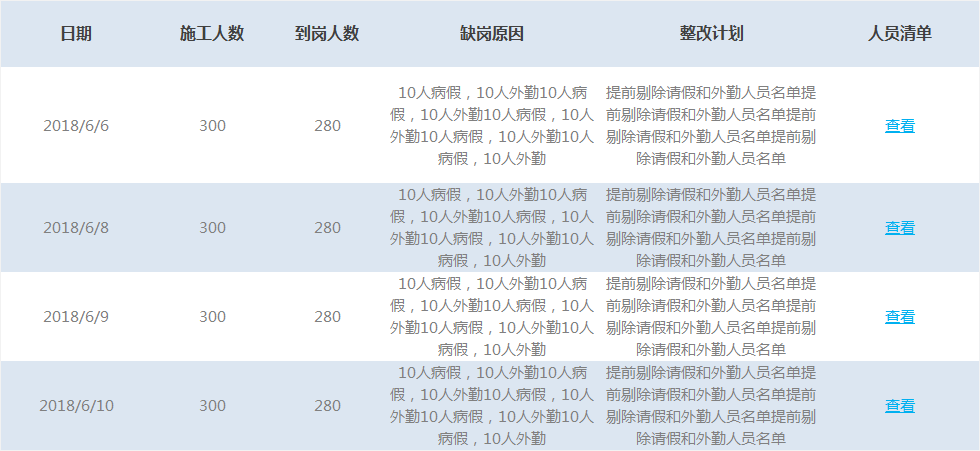 日期 施工人数 到岗人数 缺岗原因 整改计划 人员清单
10人病假，10人外勤10人病 提前剔除请假和外勤人员名单提
假，10人外勤10人病假，10人 前剔除请假和外勤人员名单提前
2018/6/6 300 280 查看
外勤10人病假，10人外勤10人 剔除请假和外勤人员名单提前剔
病假，10人外勤 除请假和外勤人员名单
10人病假，10人外勤10人病 提前剔除请假和外勤人员名单提
假，10人外勤10人病假，10人 前剔除请假和外勤人员名单提前
2018/6/8 300 280 查看
外勤10人病假，10人外勤10人 剔除请假和外勤人员名单提前剔
病假，10人外勤 除请假和外勤人员名单
10人病假，10人外勤10人病 提前剔除请假和外勤人员名单提
假，10人外勤10人病假，10人 前剔除请假和外勤人员名单提前
2018/6/9 300 280 查看
外勤10人病假，10人外勤10人 剔除请假和外勤人员名单提前剔
病假，10人外勤 除请假和外勤人员名单
10人病假，10人外勤10人病 提前剔除请假和外勤人员名单提
假，10人外勤10人病假，10人 前剔除请假和外勤人员名单提前
2018/6/10 300 280 查看
外勤10人病假，10人外勤10人 剔除请假和外勤人员名单提前剔
病假，10人外勤 除请假和外勤人员名单